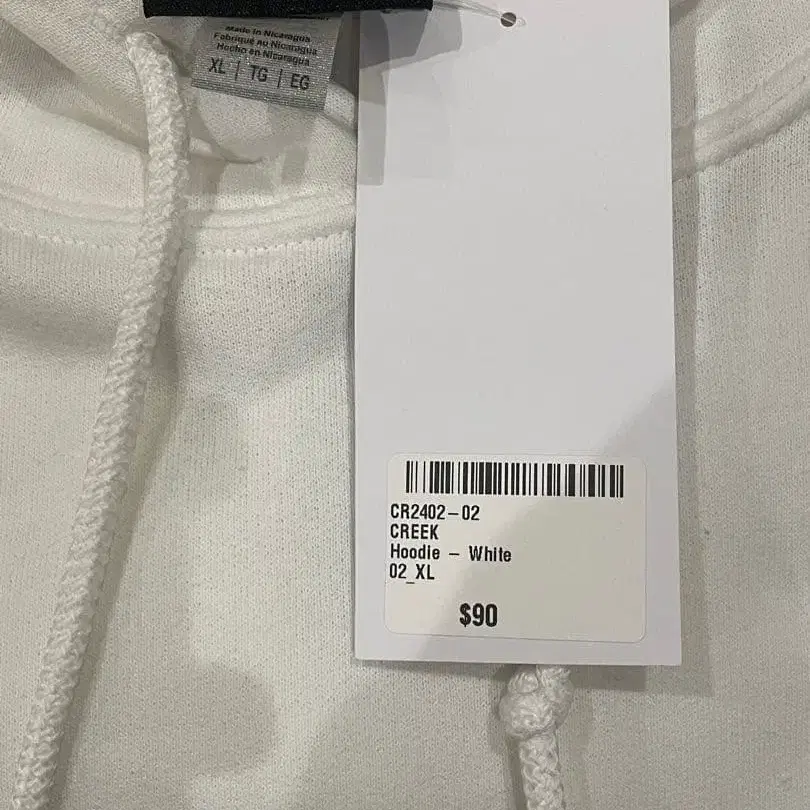 Made in Nicaragua
Fabriqué au Nicaragua
Hecho en Nicaragua
XL | TG | EG
CR2402-02
CREEK
Hoodie - White
02_XL
$90